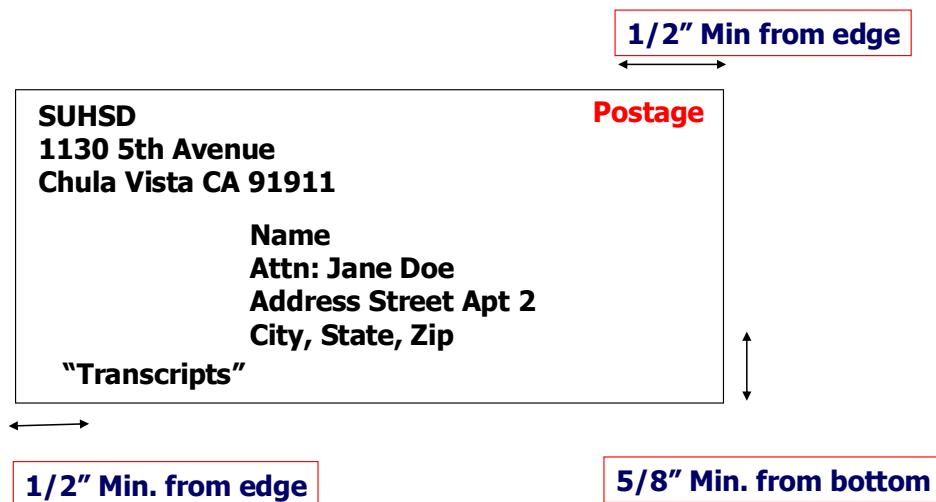 1/2” Min from edge
SUHSD
Postage
1130 5th Avenue
Chula Vista CA 91911
Name
Attn: Jane Doe
Address Street Apt 2
City, State, Zip
“Transcripts”
1/2” Min. from edge
5/8” Min. from bottom